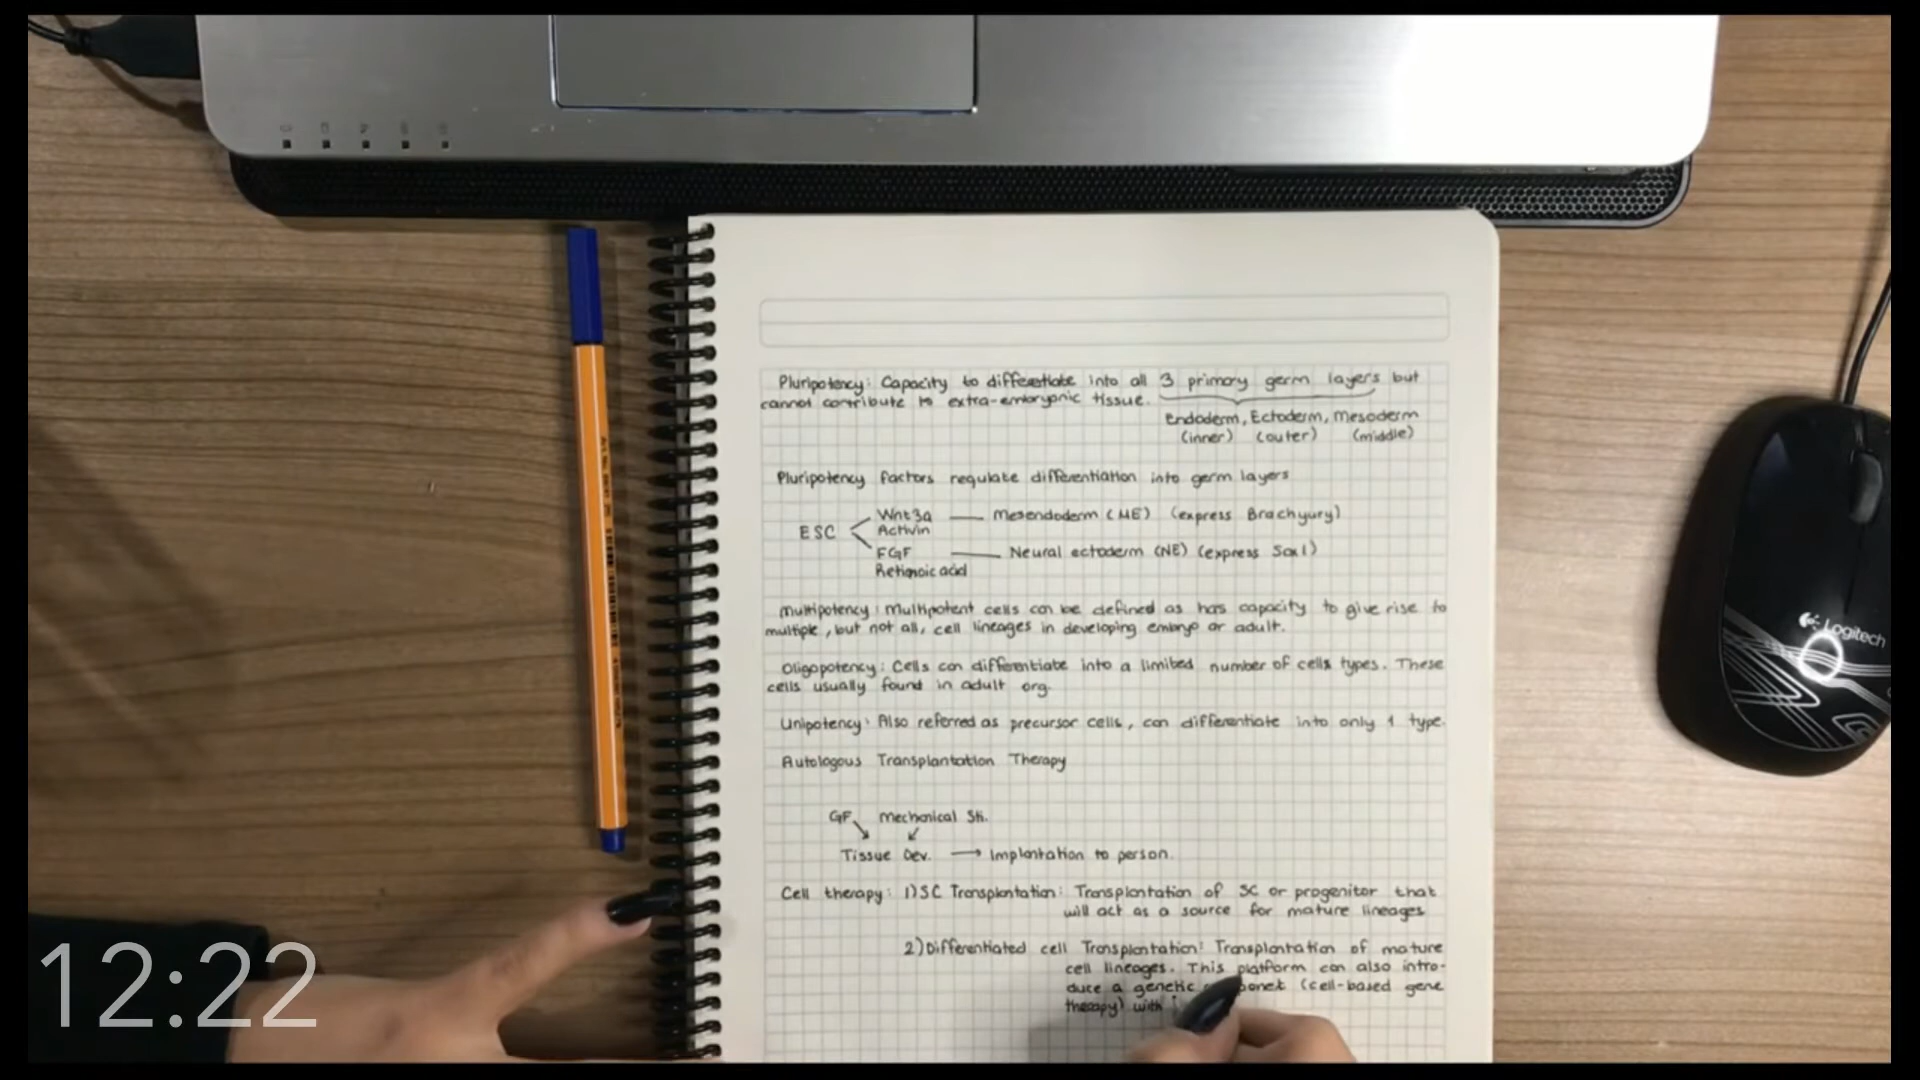 Pluripotency: Capacity to differentiate into all 3 primary germ layers but
cannot contribute to extra-embryonic tissue.
Endoderm, Ectoderm, Mesoderm
(inner) (outer) (middle)
Pluripotency factors regulate differentiation into germ layers
Wnt3a — Mesendoderm (ME) (express Brachyury)
ESC
Activin
FGF — Neural ectoderm (NE) (express Sox1)
Retinoic acid
Multipotency: Multipotent cells can be defined as has capacity to give rise to
multiple, but not all, cell lineages in developing embryo or adult.
Oligopotency: Cells can differentiate into a limited number of cells types. These
cells usually found in adult org.
Unipotency: Also referred as precursor cells, can differentiate into only 1 type.
Autologous Transplantation Therapy
GF mechanical Sti.
Tissue Dev. → Implantation to person.
Cell therapy: 1) SC Transplantation: Transplantation of SC or progenitor that
will act as a source for mature lineages
2) Differentiated cell Transplantation: Transplantation of mature
cell lineages. This platform can also intro-
duce a genetic (cell-based gene
therapy) with
Logitech
12:22